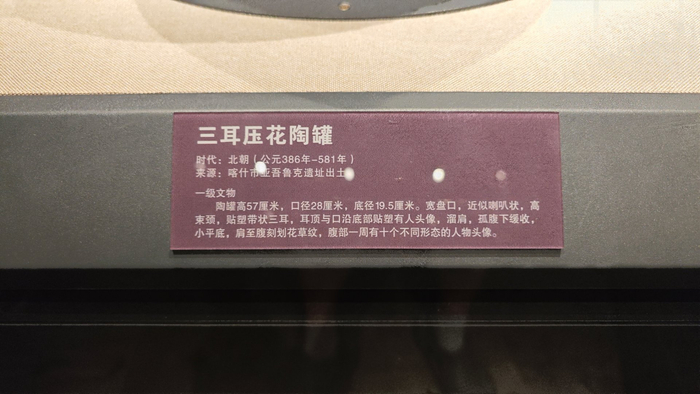 三耳压花陶罐
时代：北朝（公元386年-581年）
来源：喀什市亚吾鲁克遗址出土
一级文物
陶罐高57厘米，口径28厘米，底径19.5厘米。宽盘口，近似喇叭状，高
束颈，贴塑带状三耳，耳顶与口沿底部贴塑有人头像，溜肩，孤腹下缓收，
小平底，肩至腹刻划花草纹，腹部一周有十个不同形态的人物头像。